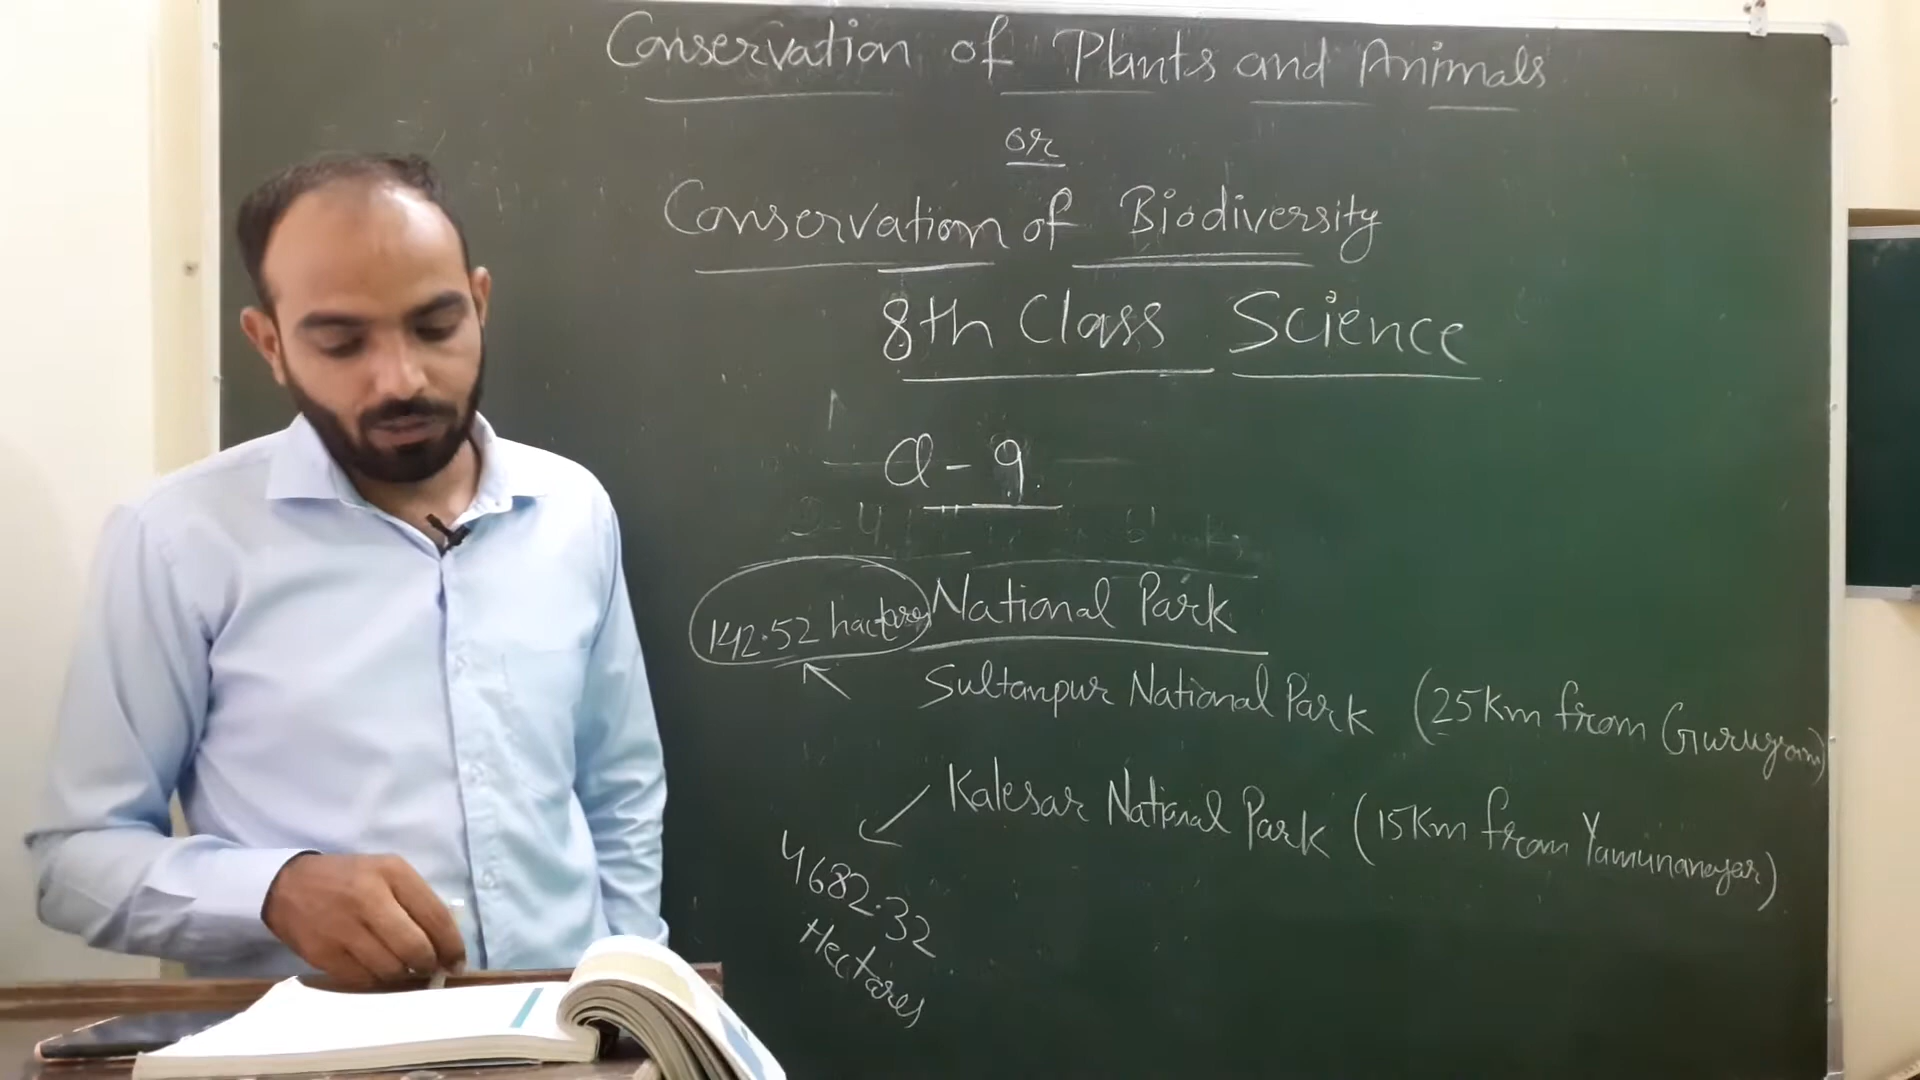 Conservation of Plants and Animals
or
Conservation of Biodiversity
8th Class Science
Q-9
142.52 hactares National Park
Sultanpur National Park (25Km from Gurugram)
Kalesar National Park (15Km from Yamunanagar)
4682.32
Hectares